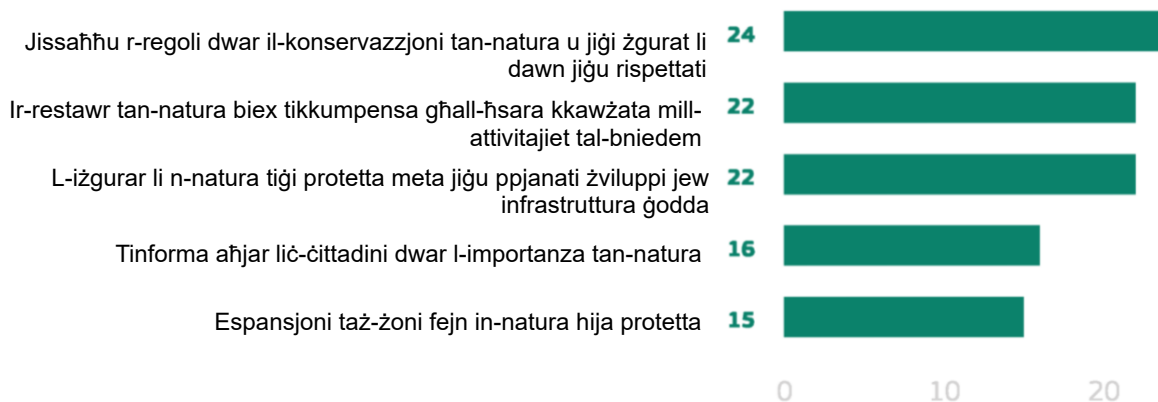 Jissaħħu r-regoli dwar il-konservazzjoni tan-natura u jiġi żgurat li
dawn jiġu rispettati
24
Ir-restawr tan-natura biex tikkumpensa għall-ħsara kkawżata mill-
attivitajiet tal-bniedem
22
L-iżgurar li n-natura tiġi protetta meta jiġu ppjanati żviluppi jew
infrastruttura ġodda
22
Tinforma aħjar liċ-ċittadini dwar l-importanza tan-natura
16
Espansjoni taż-żoni fejn in-natura hija protetta
15
0 10 20